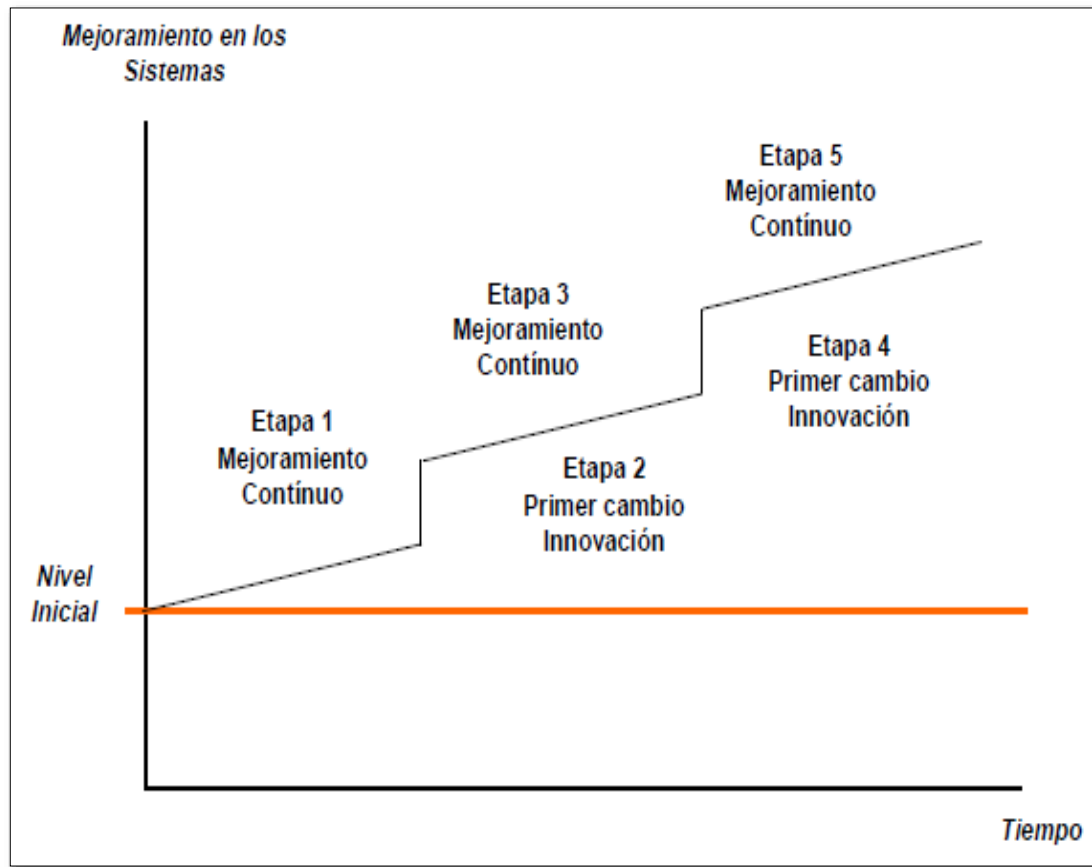 Mejoramiento en los
Sistemas
Etapa 5
Mejoramiento
Contínuo
Etapa 3
Mejoramiento
Contínuo
Etapa 4
Primer cambio
Innovación
Etapa 1
Mejoramiento
Contínuo
Etapa 2
Primer cambio
Innovación
Nivel
Inicial
Tiempo